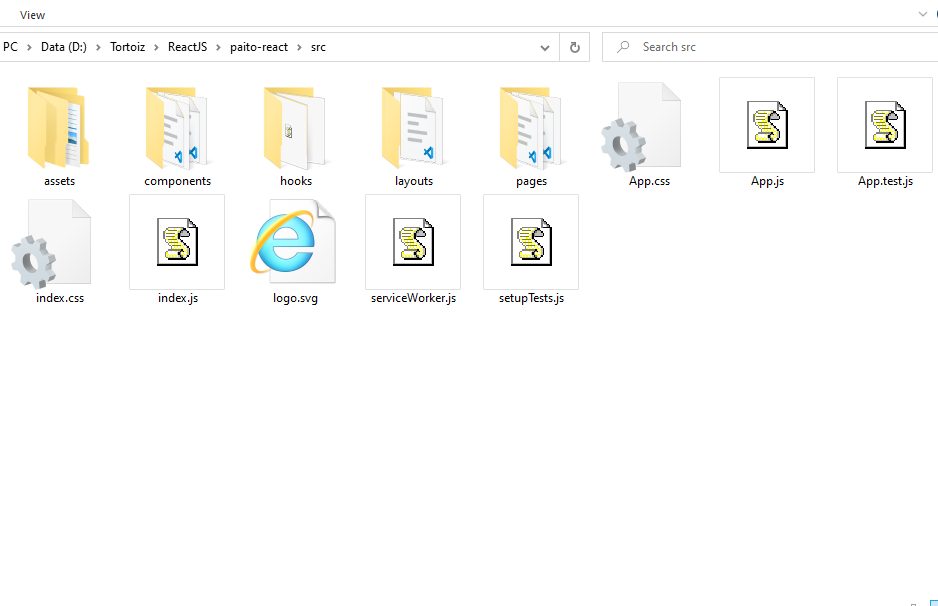 View
PC > Data (D:) > Tortoiz > ReactJS > paito-react > src
Search src
assets
components
hooks
layouts
pages
App.css
App.js
App.test.js
index.css
index.js
logo.svg
serviceWorker.js
setupTests.js